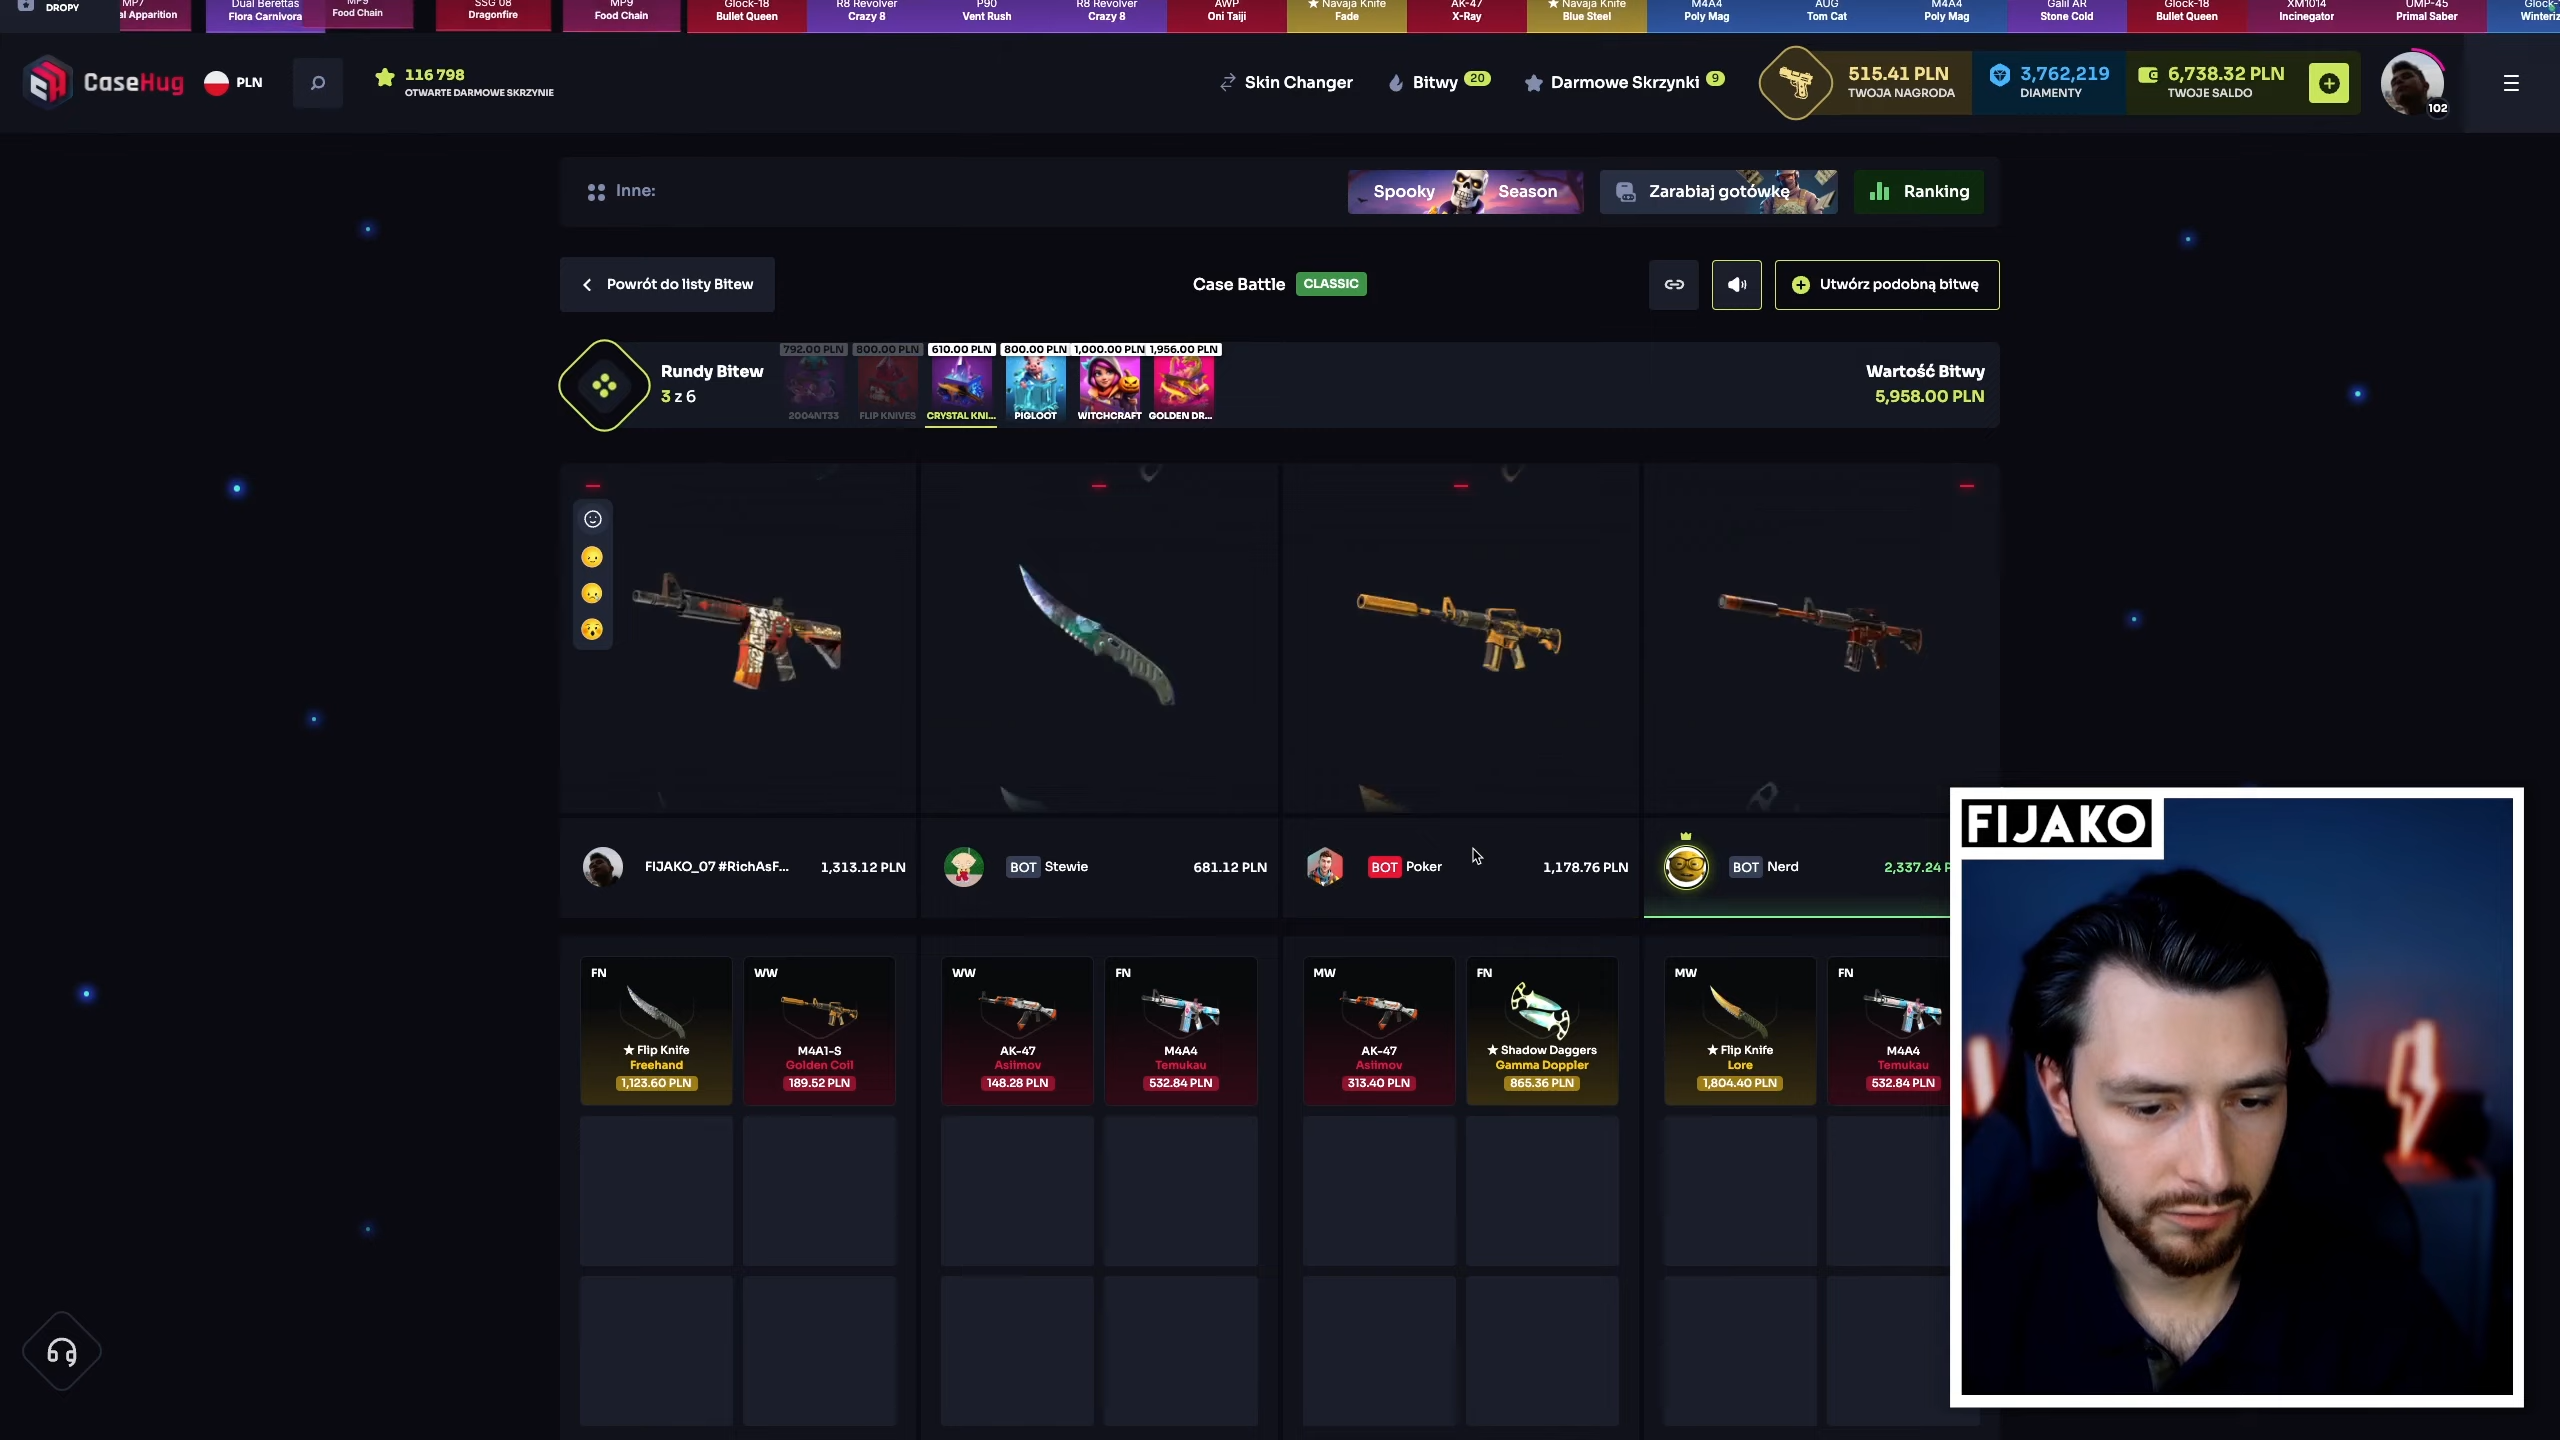 DROPY
MP7
al Apparition
Dual Berettas
Flora Carnivora
MP9
Food Chain
SSG 08
Dragonfire
MP9
Food Chain
Glock-18
Bullet Queen
R8 Revolver
Crazy 8
P90
Vent Rush
R8 Revolver
Crazy 8
AWP
Oni Taiji
★ Navaja Knife
Fade
AK-47
X-Ray
★ Navaja Knife
Blue Steel
M4A4
Poly Mag
AUG
Tom Cat
M4A4
Poly Mag
Galil AR
Stone Cold
Glock-18
Bullet Queen
XM1014
Incinegator
UMP-45
Primal Saber
CaseHug
PLN
116 798
OTWARTE DARMOWE SKRZYNIE
Skin Changer
Bitwy 20
Darmowe Skrzynki 9
515.41 PLN
TWOJA NAGRODA
3,762,219
DIAMENTY
6,738.32 PLN
TWOJE SALDO
102
Inne:
Spooky Season
Zarabiaj gotówkę
Ranking
Powrót do listy Bitew
Case Battle CLASSIC
Utwórz podobną bitwę
Rundy Bitew
3 z 6
792.00 PLN
2004NT33
800.00 PLN
FLIP KNIVES
610.00 PLN
CRYSTAL KNI...
800.00 PLN
PIGLOOT
1,000.00 PLN
WITCHCRAFT
1,956.00 PLN
GOLDEN DR...
Wartość Bitwy
5,958.00 PLN
FIJAKO_07 #RichAsF... 1,313.12 PLN
BOT Stewie 681.12 PLN
BOT Poker 1,178.76 PLN
BOT Nerd 2,337.24 P
FN
★ Flip Knife
Freehand
1,123.60 PLN
WW
M4A1-S
Golden Coil
189.52 PLN
WW
AK-47
Asiimov
148.28 PLN
FN
M4A4
Temukau
532.84 PLN
MW
AK-47
Asiimov
313.40 PLN
FN
★ Shadow Daggers
Gamma Doppler
865.36 PLN
MW
★ Flip Knife
Lore
1,804.40 PLN
FN
M4A4
Temukau
532.84 PLN
FIJAKO